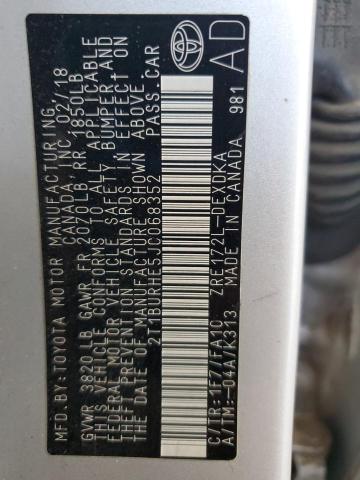 MFD. BY: TOYOTA MOTOR MANUFACTURING,
CANADA, INC. 02/18
GVWR 3820LB GAWR FR 2070LB RR 1850LB
THIS VEHICLE CONFORMS TO ALL APPLICABLE
FEDERAL MOTOR VEHICLE SAFETY, BUMPER, AND
THEFT PREVENTION STANDARDS IN EFFECT ON
THE DATE OF MANUFACTURE SHOWN ABOVE.
2T1BURHE5JC068352 PASS.CAR
C/TR:1F7/FA10 ZRE172L-DEXDKA
A/TM:-04A/K313 MADE IN CANADA 981
AD
TOYOTA